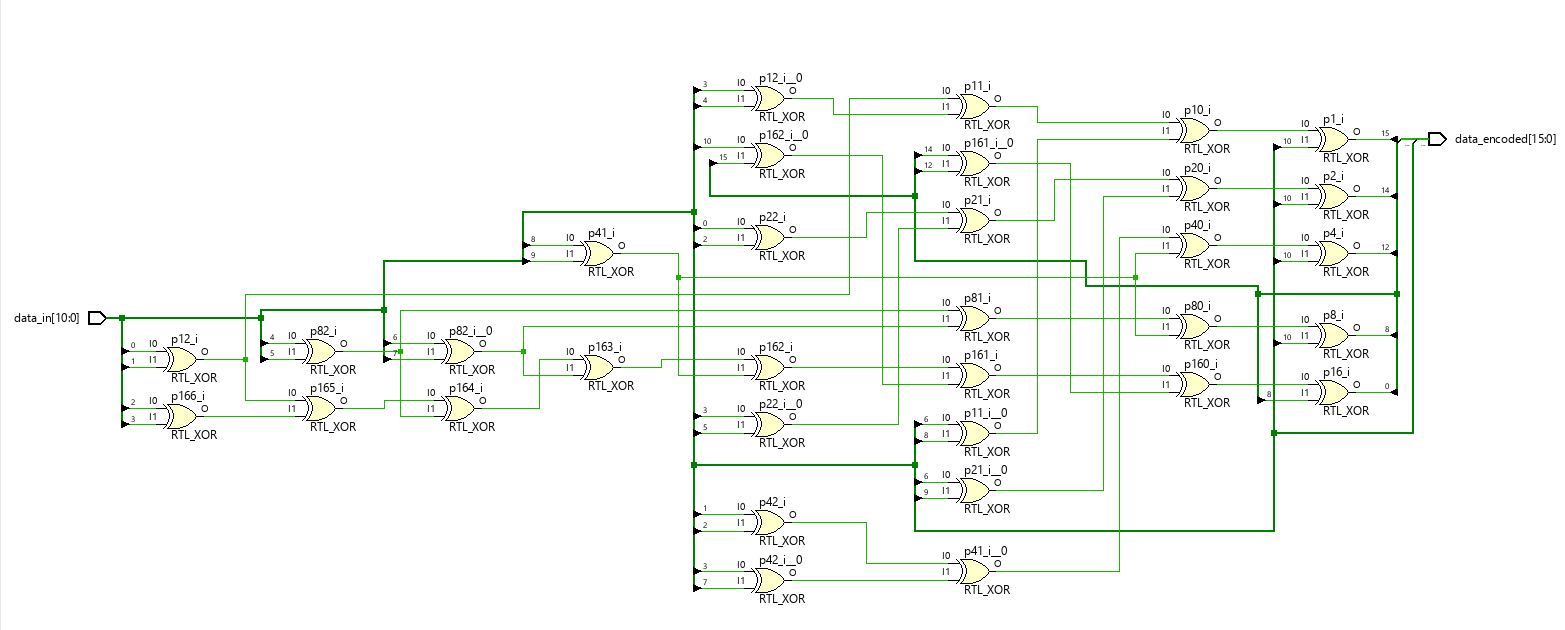 data_in[10:0]
0
1
I0
I1
p12_i
O
RTL_XOR
2
3
I0
I1
p166_i
O
RTL_XOR
4
5
I0
I1
p82_i
O
RTL_XOR
I0
I1
p165_i
O
RTL_XOR
6
7
I0
I1
p82_i__0
O
RTL_XOR
I0
I1
p164_i
O
RTL_XOR
8
9
I0
I1
p41_i
O
RTL_XOR
I0
I1
p163_i
O
RTL_XOR
3
4
I0
I1
p12_i__0
O
RTL_XOR
10
15
I0
I1
p162_i__0
O
RTL_XOR
0
2
I0
I1
p22_i
O
RTL_XOR
I0
I1
p162_i
O
RTL_XOR
3
5
I0
I1
p22_i__0
O
RTL_XOR
1
2
I0
I1
p42_i
O
RTL_XOR
3
7
I0
I1
p42_i__0
O
RTL_XOR
I0
I1
p11_i
O
RTL_XOR
14
12
I0
I1
p161_i__0
O
RTL_XOR
I0
I1
p21_i
O
RTL_XOR
I0
I1
p81_i
O
RTL_XOR
I0
I1
p161_i
O
RTL_XOR
6
8
I0
I1
p11_i__0
O
RTL_XOR
6
9
I0
I1
p21_i__0
O
RTL_XOR
I0
I1
p41_i__0
O
RTL_XOR
I0
I1
p10_i
O
RTL_XOR
I0
I1
p20_i
O
RTL_XOR
I0
I1
p40_i
O
RTL_XOR
I0
I1
p80_i
O
RTL_XOR
I0
I1
p160_i
O
RTL_XOR
10
I0
I1
p1_i
O
RTL_XOR
15
10
I0
I1
p2_i
O
RTL_XOR
14
10
I0
I1
p4_i
O
RTL_XOR
12
10
I0
I1
p8_i
O
RTL_XOR
8
8
I0
I1
p16_i
O
RTL_XOR
0
data_encoded[15:0]